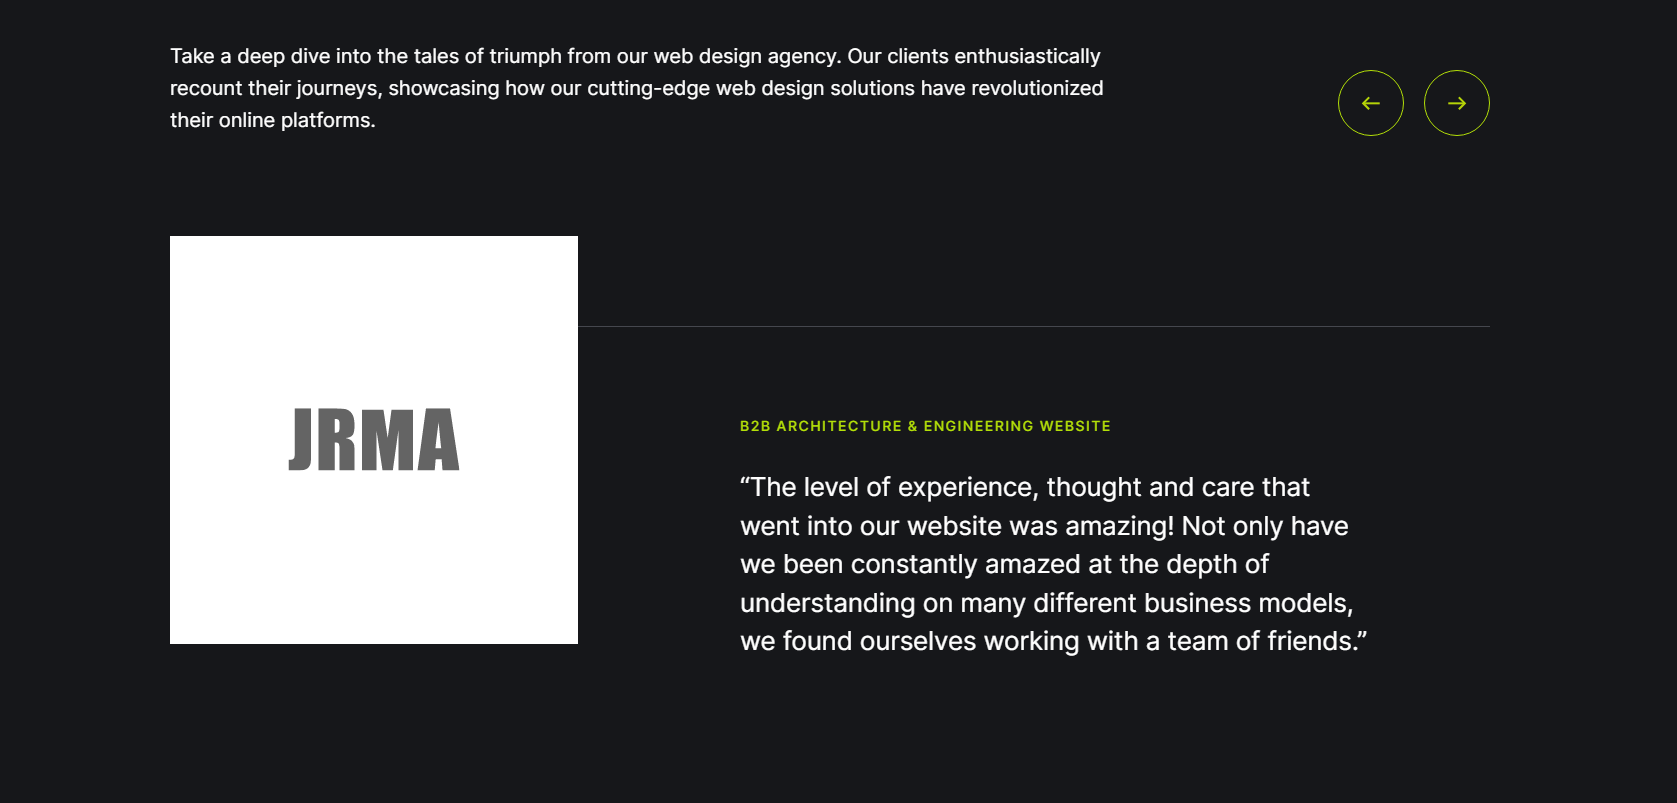 Take a deep dive into the tales of triumph from our web design agency. Our clients enthusiastically
recount their journeys, showcasing how our cutting-edge web design solutions have revolutionized
their online platforms.
JRMA
B2B ARCHITECTURE & ENGINEERING WEBSITE
“The level of experience, thought and care that
went into our website was amazing! Not only have
we been constantly amazed at the depth of
understanding on many different business models,
we found ourselves working with a team of friends.”